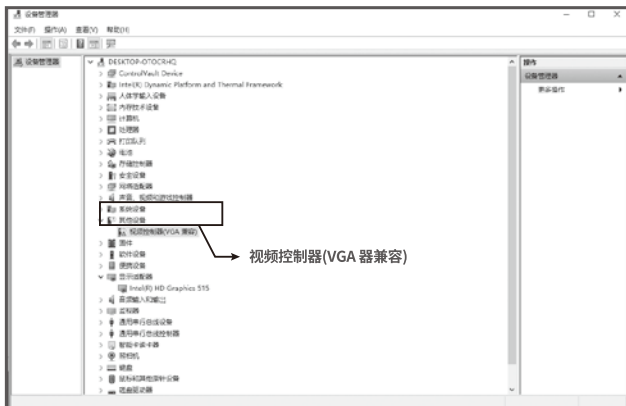 设备管理器
文件(F) 操作(A) 查看(V) 帮助(H)
设备管理器
DESKTOP-OTOCRHQ
ControlVault Device
Intel(R) Dynamic Platform and Thermal Framework
人体学输入设备
内存技术设备
计算机
处理器
打印队列
电池
存储控制器
安全设备
网络适配器
声音、视频和游戏控制器
系统设备
其他设备
视频控制器(VGA 兼容)
固件
软件设备
便携设备
显示适配器
Intel(R) HD Graphics 515
音频输入和输出
监视器
通用串行总线设备
通用串行总线控制器
智能卡读卡器
照相机
键盘
鼠标和其他指针设备
磁盘驱动器
操作
设备管理器
更多操作
视频控制器(VGA 器兼容)